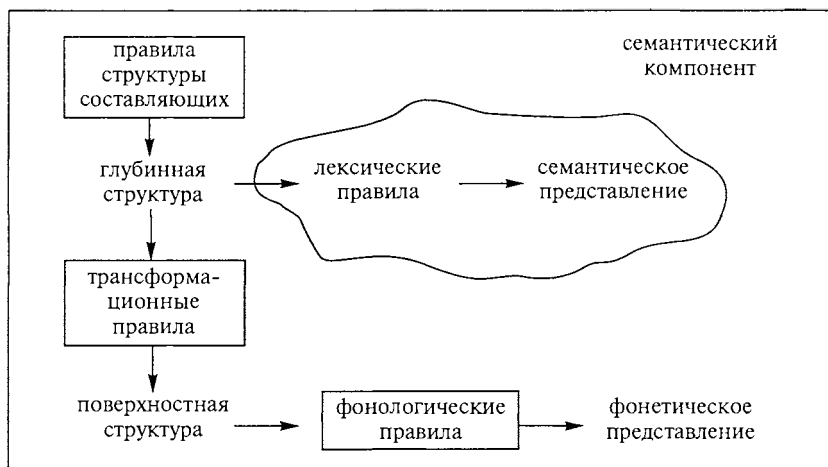 правила
структуры
составляющих
семантический
компонент
глубинная
структура
лексические
правила
семантическое
представление
трансформа-
ционные
правила
поверхностная
структура
фонологические
правила
фонетическое
представление